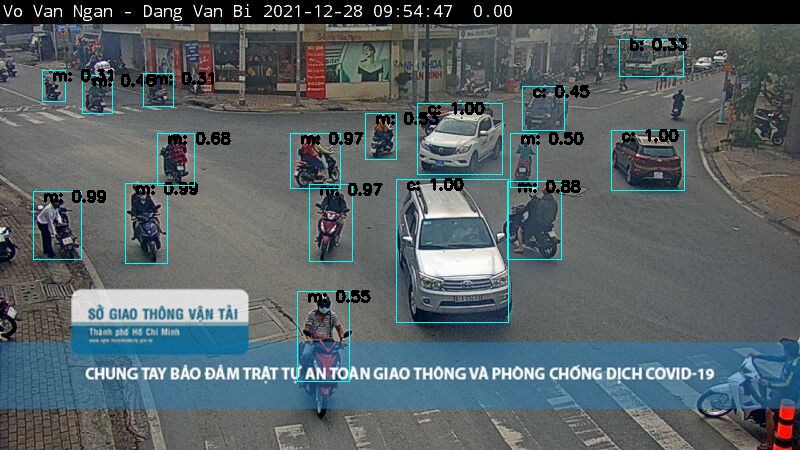 Vo Van Ngan - Dang Van Bi 2021-12-28 09:54:47 0.00
b: 0.33
m: 0.31
m: 0.46
m: 0.31
c: 0.45
c: 1.00
m: 0.53
m: 0.68
m: 0.97
m: 0.50
c: 1.00
m: 0.99
m: 0.99
m: 0.97
c: 1.00
m: 0.88
m: 0.55
SỞ GIAO THÔNG VẬN TẢI
Thành phố Hồ Chí Minh
CHUNG TAY BẢO ĐẢM TRẬT TỰ AN TOÀN GIAO THÔNG VÀ PHÒNG CHỐNG DỊCH COVID-19